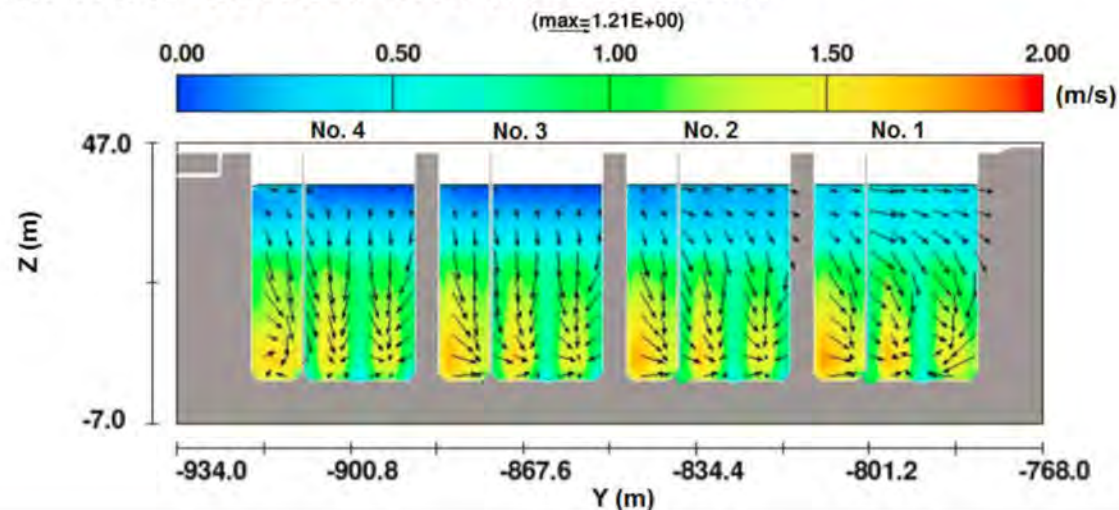 (max=1.21E+00)
0.00 0.50 1.00 1.50 2.00
(m/s)
No. 4 No. 3 No. 2 No. 1
47.0
Z (m)
-7.0
-934.0 -900.8 -867.6 -834.4 -801.2 -768.0
Y (m)